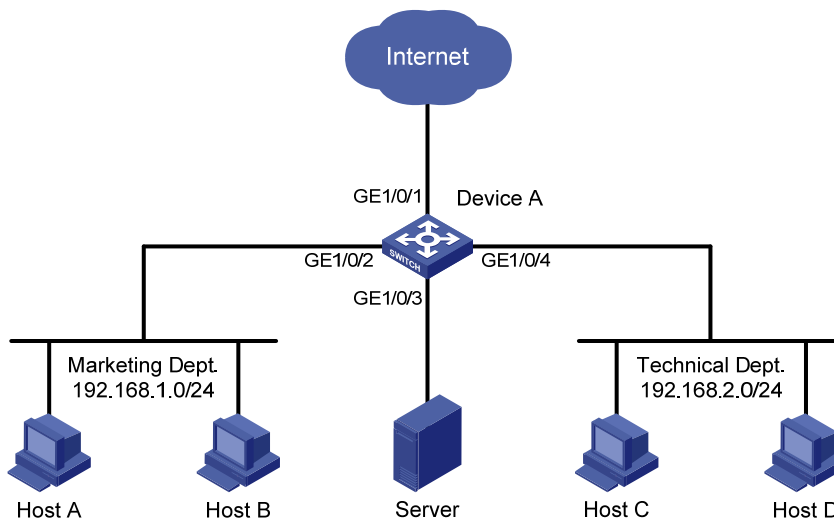 Internet
GE1/0/1
Device A
GE1/0/2
SWITCH
GE1/0/4
GE1/0/3
Marketing Dept.
192.168.1.0/24
Technical Dept.
192.168.2.0/24
Host A
Host B
Server
Host C
Host D